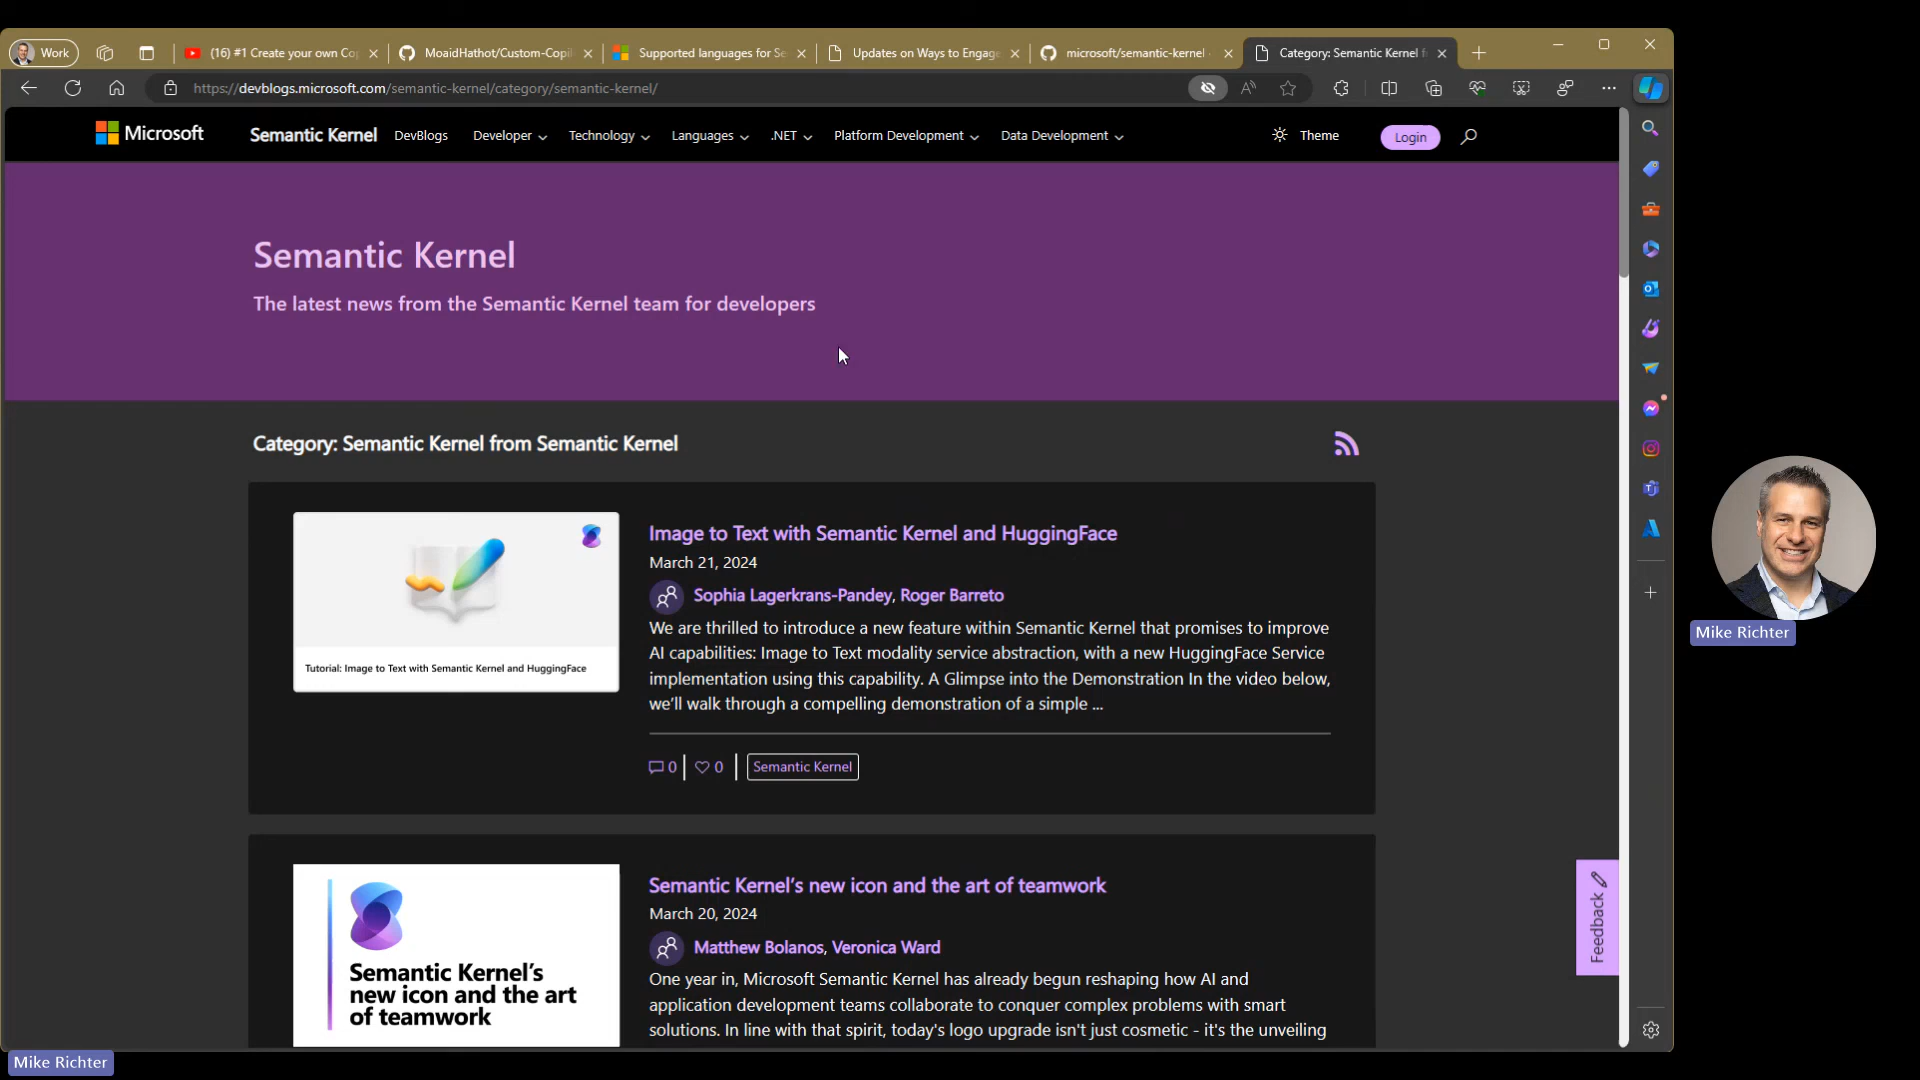 Work
(16) #1 Create your own Co
MoaidHathot/Custom-Copil
Supported languages for Se
Updates on Ways to Engage
microsoft/semantic-kernel
Category: Semantic Kernel f
https://devblogs.microsoft.com/semantic-kernel/category/semantic-kernel/
Microsoft
Semantic Kernel
DevBlogs
Developer
Technology
Languages
.NET
Platform Development
Data Development
Theme
Login
Semantic Kernel
The latest news from the Semantic Kernel team for developers
Category: Semantic Kernel from Semantic Kernel
Tutorial: Image to Text with Semantic Kernel and HuggingFace
Image to Text with Semantic Kernel and HuggingFace
March 21, 2024
Sophia Lagerkrans-Pandey, Roger Barreto
We are thrilled to introduce a new feature within Semantic Kernel that promises to improve
AI capabilities: Image to Text modality service abstraction, with a new HuggingFace Service
implementation using this capability. A Glimpse into the Demonstration In the video below,
we'll walk through a compelling demonstration of a simple ...
0
0
Semantic Kernel
Semantic Kernel's
new icon and the art
of teamwork
Semantic Kernel's new icon and the art of teamwork
March 20, 2024
Matthew Bolanos, Veronica Ward
One year in, Microsoft Semantic Kernel has already begun reshaping how AI and
application development teams collaborate to conquer complex problems with smart
solutions. In line with that spirit, today's logo upgrade isn't just cosmetic - it's the unveiling
Feedback
Mike Richter
Mike Richter